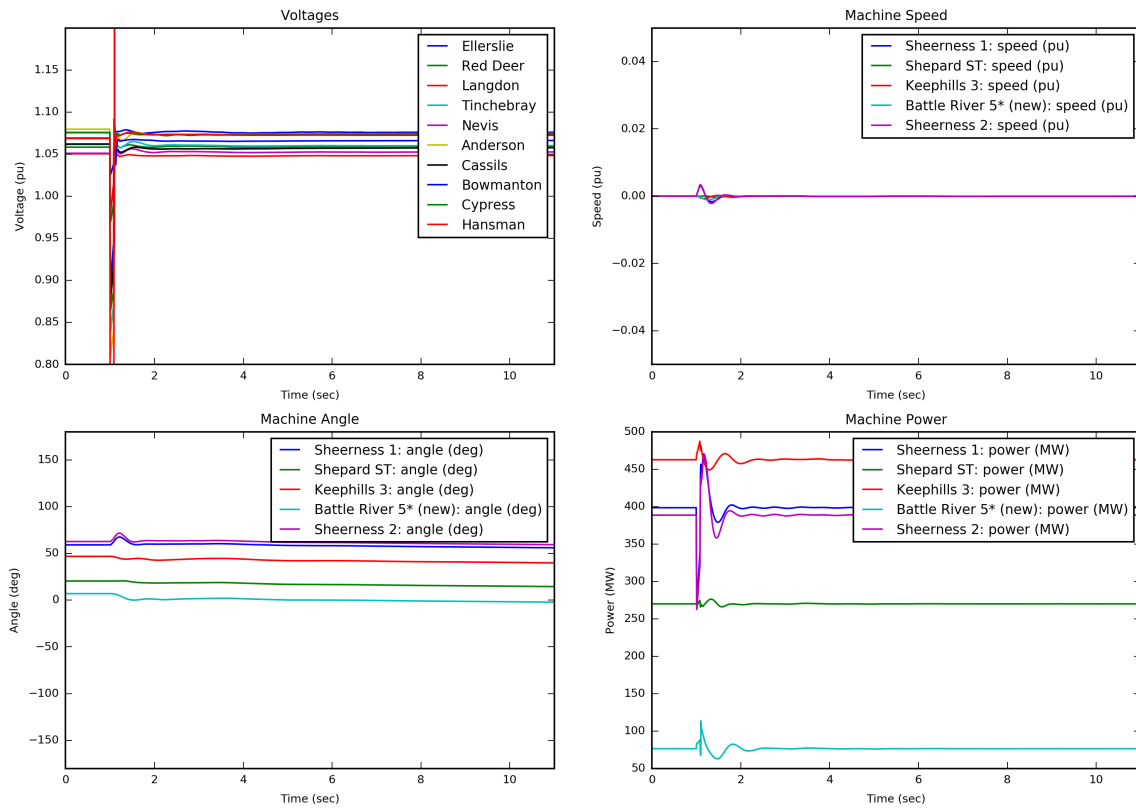 Voltages
Voltage (pu)
1.15
1.10
1.05
1.00
0.95
0.90
0.85
0.80
Ellerslie
Red Deer
Langdon
Tinchebray
Nevis
Anderson
Cassils
Bowmanton
Cypress
Hansman
0 2 4 6 8 10
Time (sec)
Machine Speed
Speed (pu)
0.04
0.02
0.00
−0.02
−0.04
Sheerness 1: speed (pu)
Shepard ST: speed (pu)
Keephills 3: speed (pu)
Battle River 5* (new): speed (pu)
Sheerness 2: speed (pu)
0 2 4 6 8 10
Time (sec)
Machine Angle
Angle (deg)
150
100
50
0
−50
−100
−150
Sheerness 1: angle (deg)
Shepard ST: angle (deg)
Keephills 3: angle (deg)
Battle River 5* (new): angle (deg)
Sheerness 2: angle (deg)
0 2 4 6 8 10
Time (sec)
Machine Power
Power (MW)
500
450
400
350
300
250
200
150
100
50
Sheerness 1: power (MW)
Shepard ST: power (MW)
Keephills 3: power (MW)
Battle River 5* (new): power (MW)
Sheerness 2: power (MW)
0 2 4 6 8 10
Time (sec)